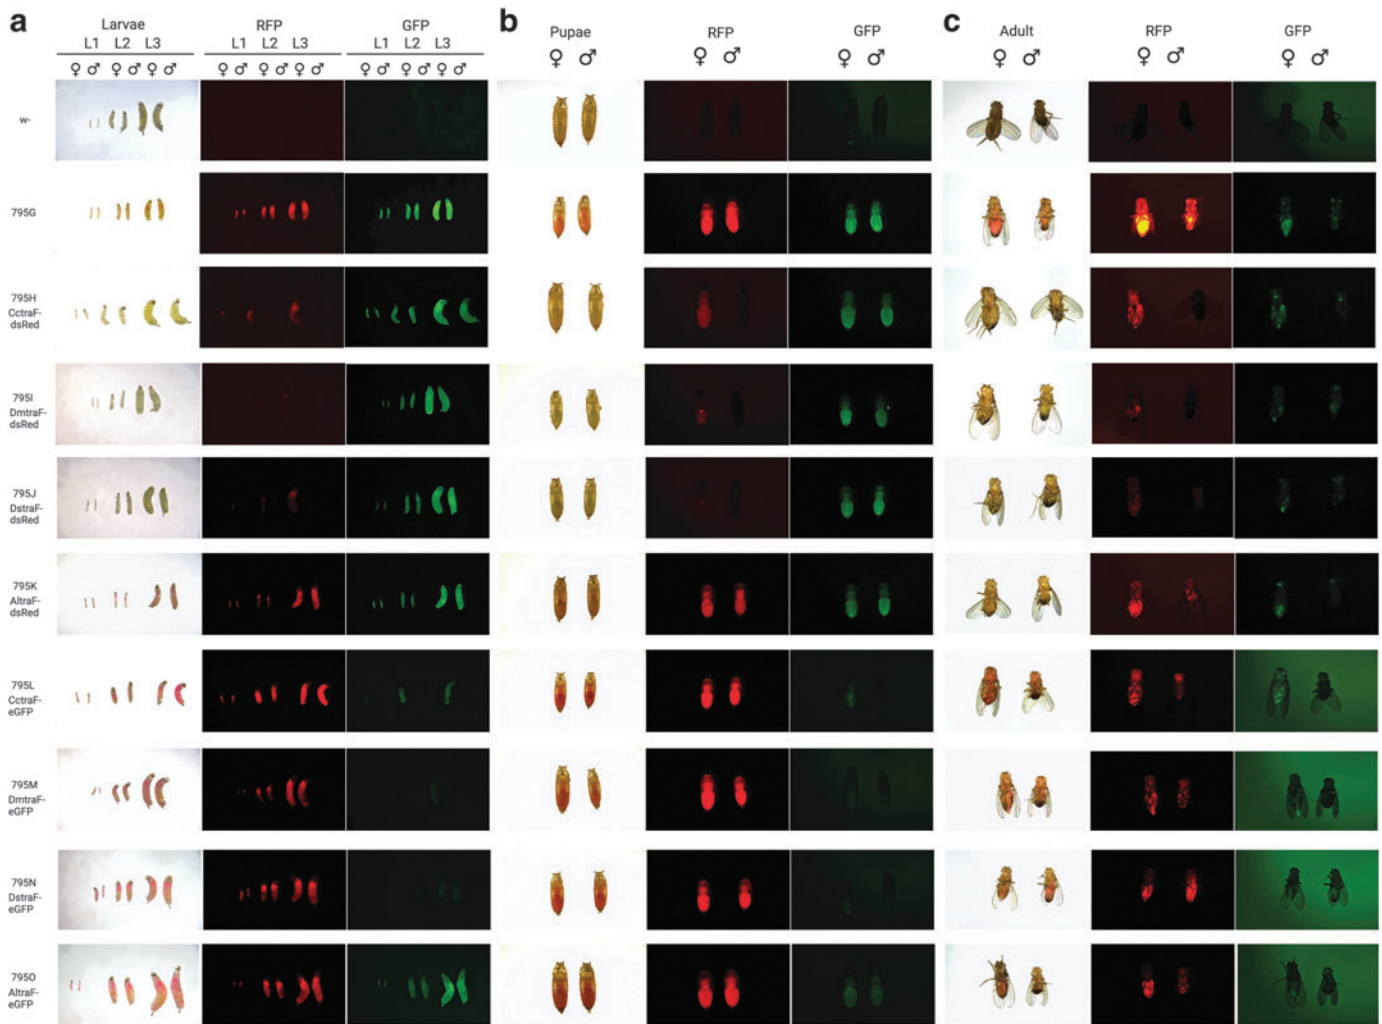 a
Larvae RFP GFP
L1 L2 L3 L1 L2 L3 L1 L2 L3
♀ ♂ ♀ ♂ ♀ ♂ ♀ ♂ ♀ ♂ ♀ ♂ ♀ ♂ ♀ ♂ ♀ ♂
b
Pupae RFP GFP
♀ ♂ ♀ ♂ ♀ ♂
c
Adult RFP GFP
♀ ♂ ♀ ♂ ♀ ♂
w-
795G
795H
CctraF-
dsRed
795I
DmtraF-
dsRed
795J
DstraF-
dsRed
795K
AltraF-
dsRed
795L
CctraF-
eGFP
795M
DmtraF-
eGFP
795N
DstraF-
eGFP
795O
AltraF-
eGFP